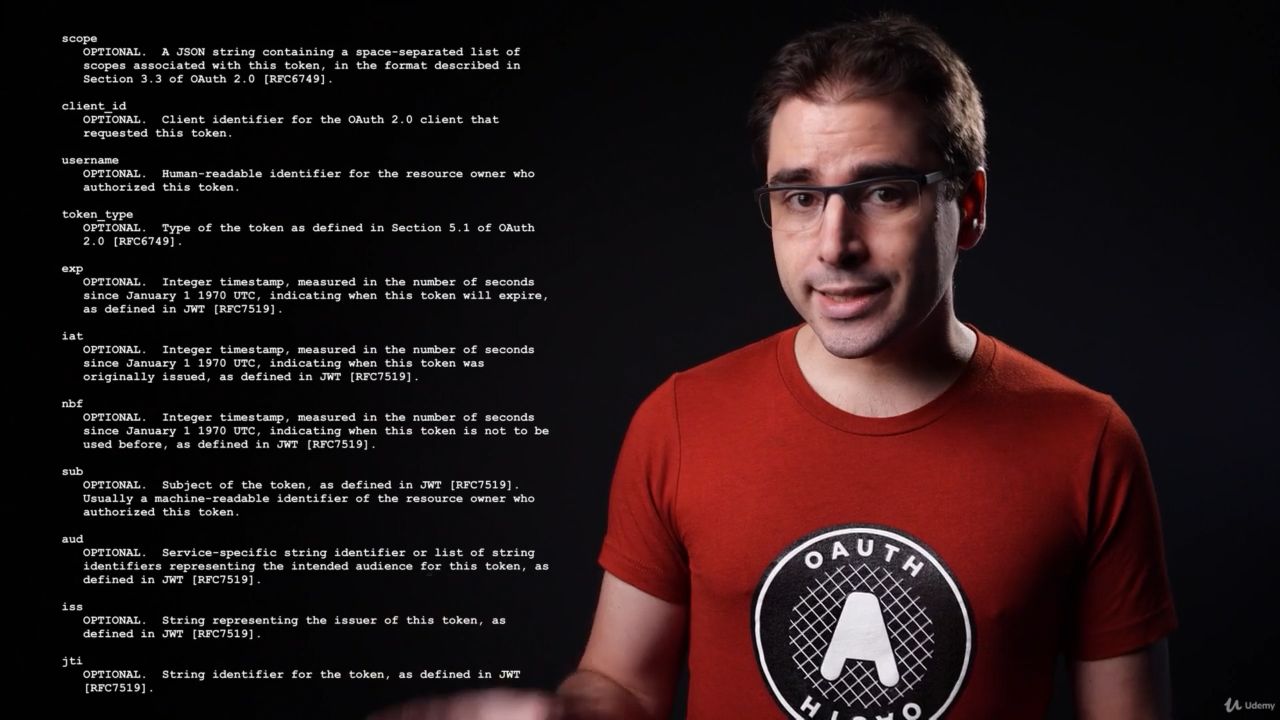 scope
OPTIONAL. A JSON string containing a space-separated list of
scopes associated with this token, in the format described in
Section 3.3 of OAuth 2.0 [RFC6749].
client_id
OPTIONAL. Client identifier for the OAuth 2.0 client that
requested this token.
username
OPTIONAL. Human-readable identifier for the resource owner who
authorized this token.
token_type
OPTIONAL. Type of the token as defined in Section 5.1 of OAuth
2.0 [RFC6749].
exp
OPTIONAL. Integer timestamp, measured in the number of seconds
since January 1 1970 UTC, indicating when this token will expire,
as defined in JWT [RFC7519].
iat
OPTIONAL. Integer timestamp, measured in the number of seconds
since January 1 1970 UTC, indicating when this token was
originally issued, as defined in JWT [RFC7519].
nbf
OPTIONAL. Integer timestamp, measured in the number of seconds
since January 1 1970 UTC, indicating when this token is not to be
used before, as defined in JWT [RFC7519].
sub
OPTIONAL. Subject of the token, as defined in JWT [RFC7519].
Usually a machine-readable identifier of the resource owner who
authorized this token.
aud
OPTIONAL. Service-specific string identifier or list of string
identifiers representing the intended audience for this token, as
defined in JWT [RFC7519].
iss
OPTIONAL. String representing the issuer of this token, as
defined in JWT [RFC7519].
jti
OPTIONAL. String identifier for the token, as defined in JWT
[RFC7519].
OAUTH
A
OAUTH
Udemy